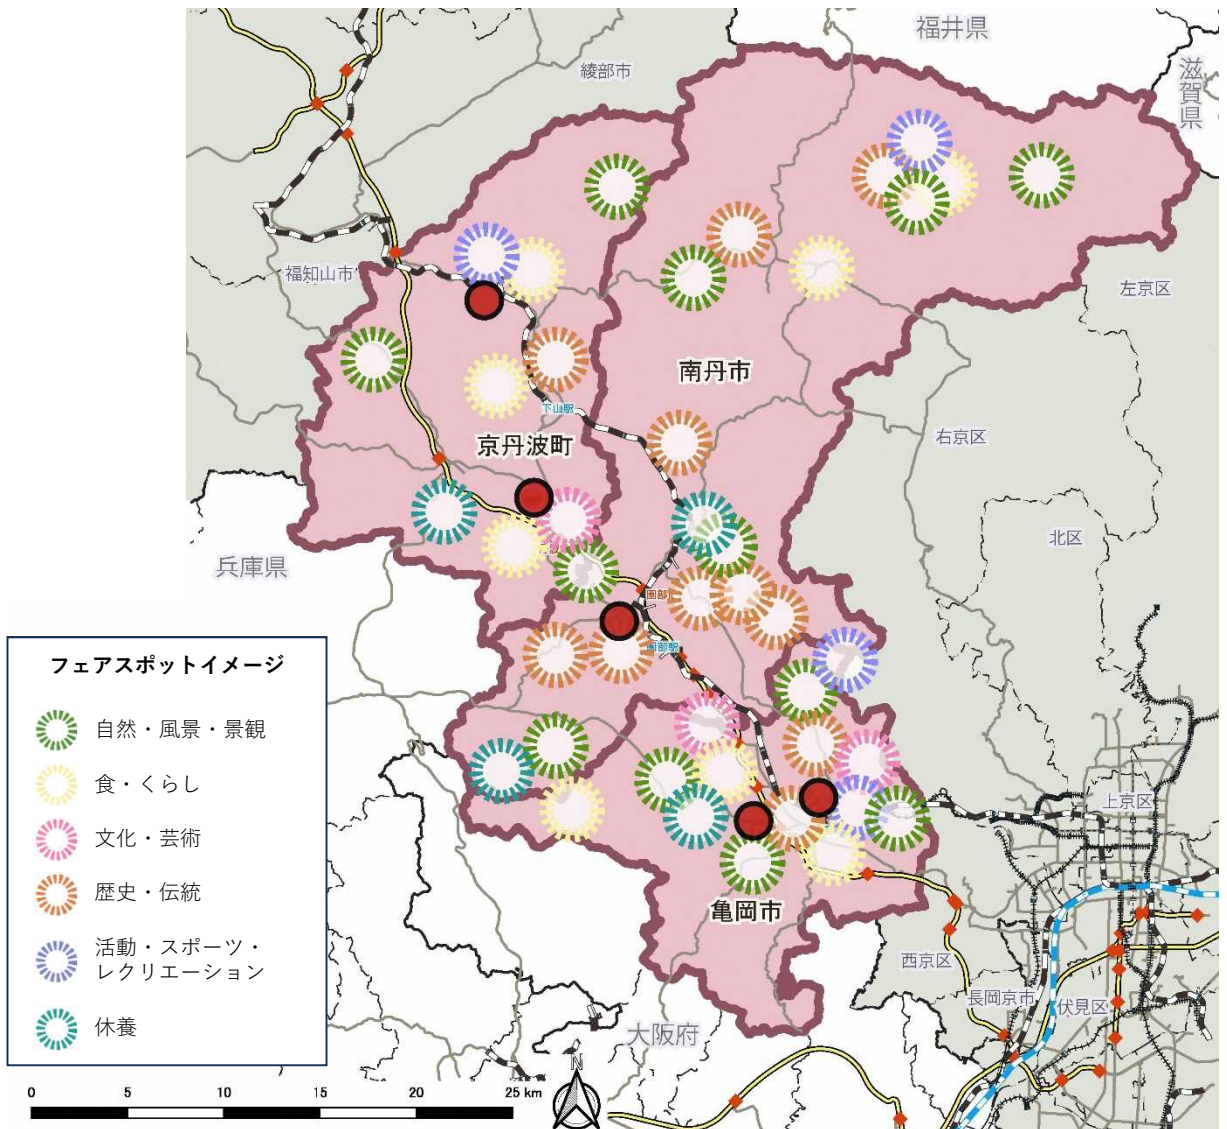 福井県
滋賀県
綾部市
福知山市
左京区
南丹市
下山駅
右京区
京丹波町
北区
兵庫県
園部
園部駅
フェアスポットイメージ
自然・風景・景観
食・くらし
文化・芸術
歴史・伝統
活動・スポーツ・
レクリエーション
休養
上京区
亀岡市
西京区
長岡京市
伏見区
大阪府
N
0 5 10 15 20 25 km